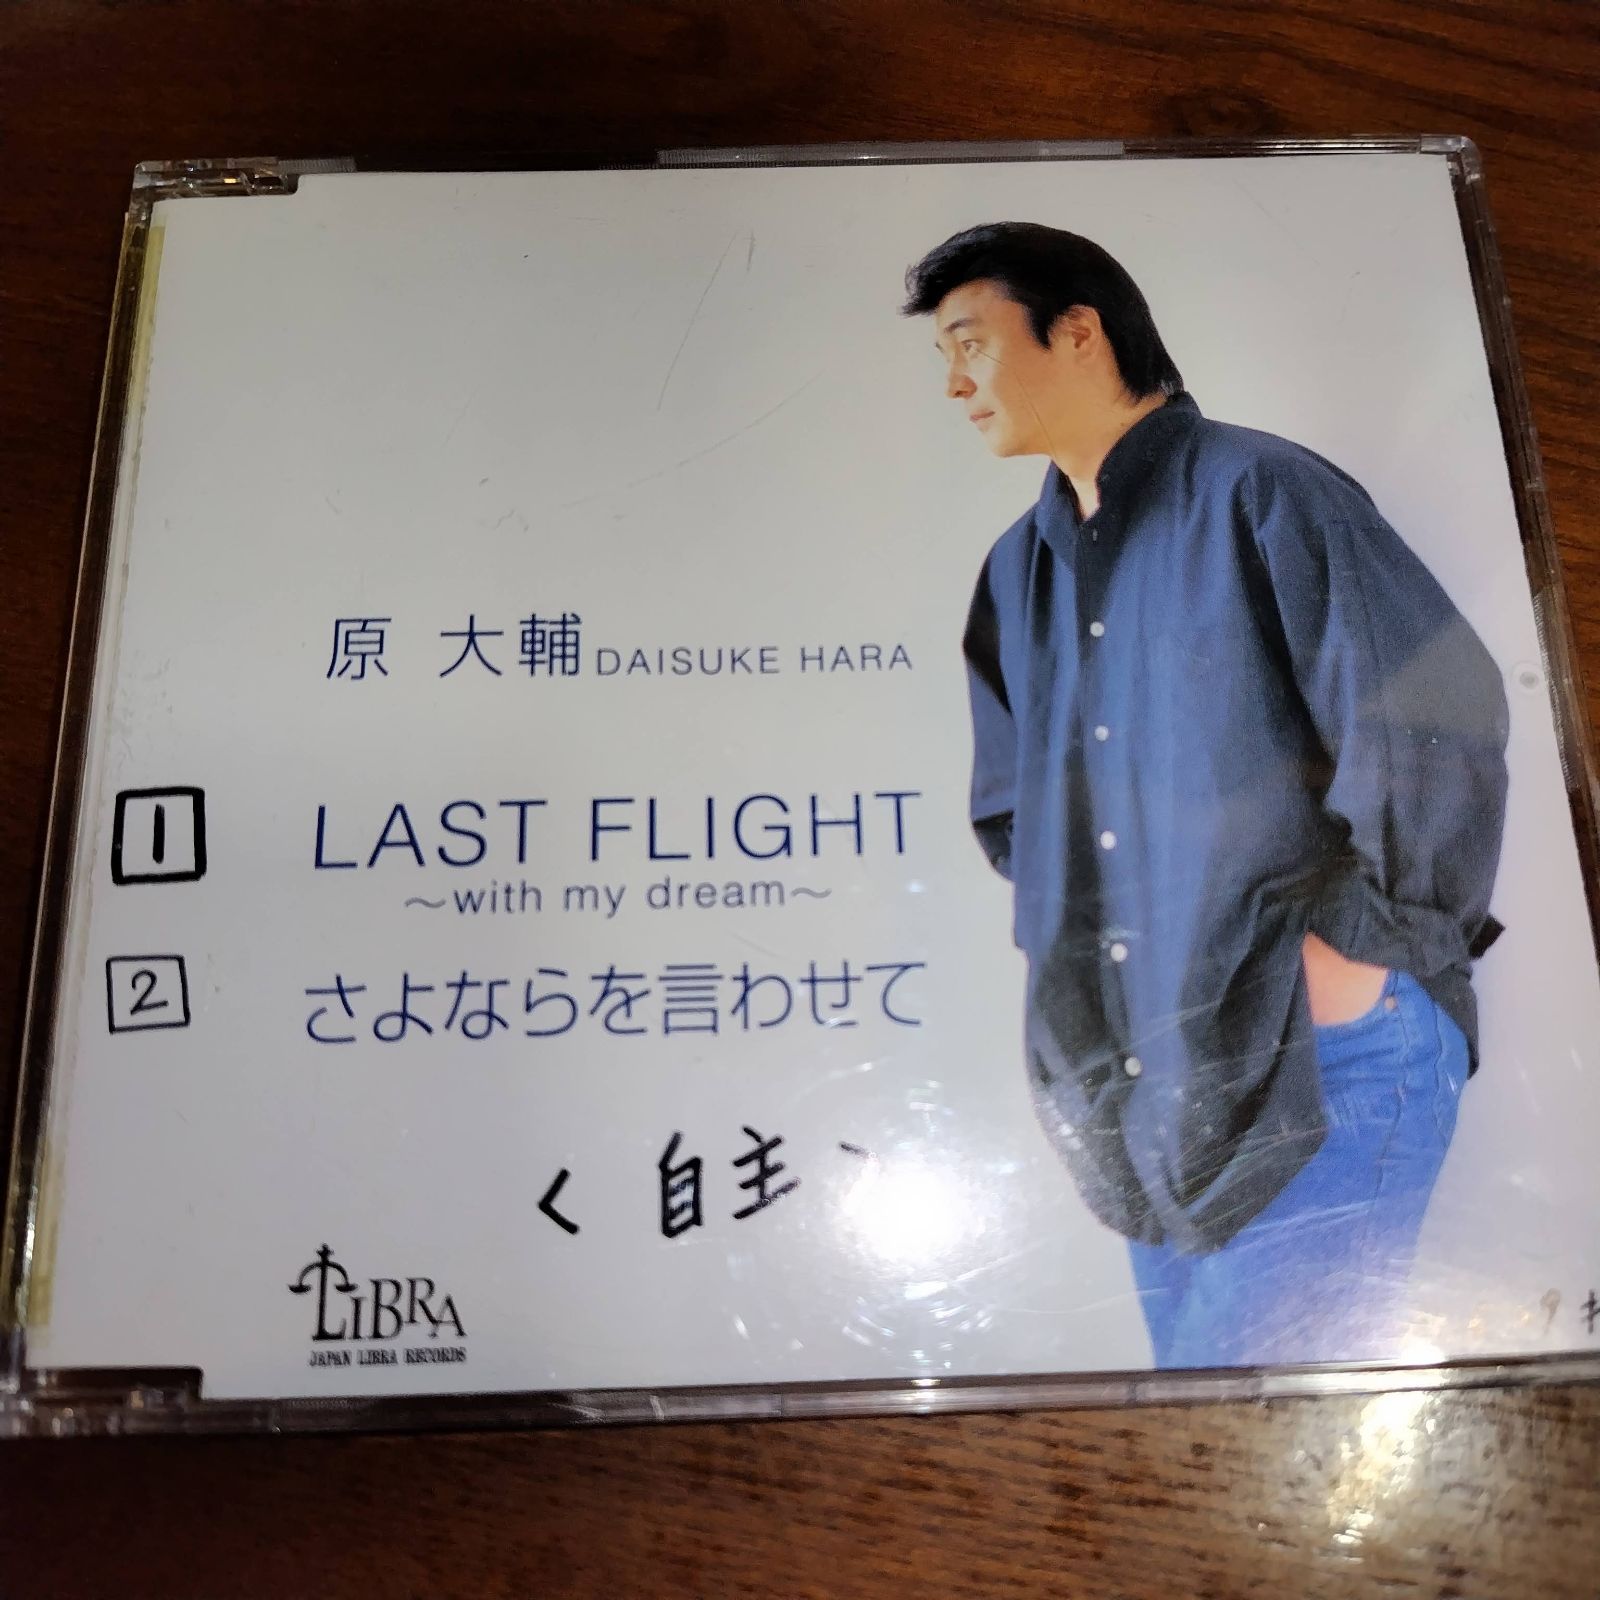 原 大輔 DAISUKE HARA
1 LAST FLIGHT
～with my dream～
2 さよならを言わせて
< 自主
LIBRA
JAPAN LIBRA RECORDS